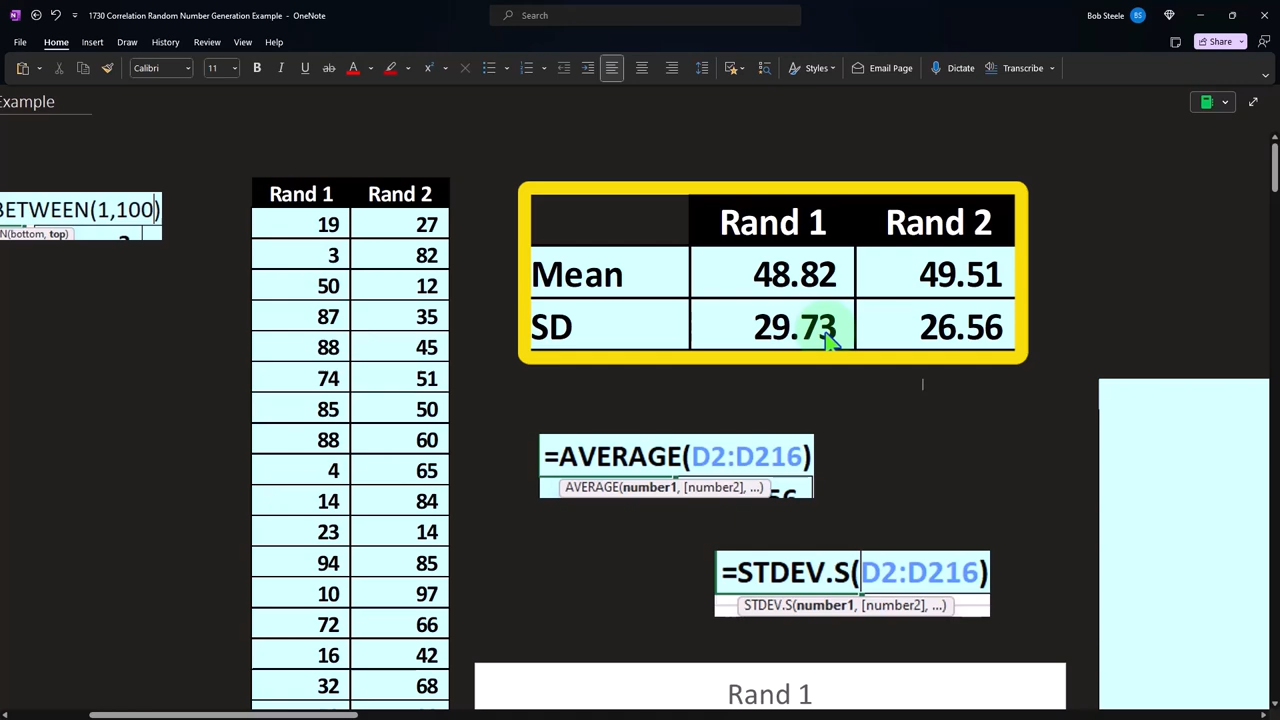 1730 Correlation Random Number Generation Example - OneNote
Search
Bob Steele
BS
File Home Insert Draw History Review View Help
Share
Calibri 11
Styles
Email Page
Dictate
Transcribe
Example
BETWEEN(1,100)
N(bottom, top)
Rand 1 Rand 2
19 27
3 82
50 12
87 35
88 45
74 51
85 50
88 60
4 65
14 84
23 14
94 85
10 97
72 66
16 42
32 68
Rand 1 Rand 2
Mean 48.82 49.51
SD 29.73 26.56
=AVERAGE(D2:D216)
AVERAGE(number1, [number2], ...)
=STDEV.S(D2:D216)
STDEV.S(number1, [number2], ...)
Rand 1